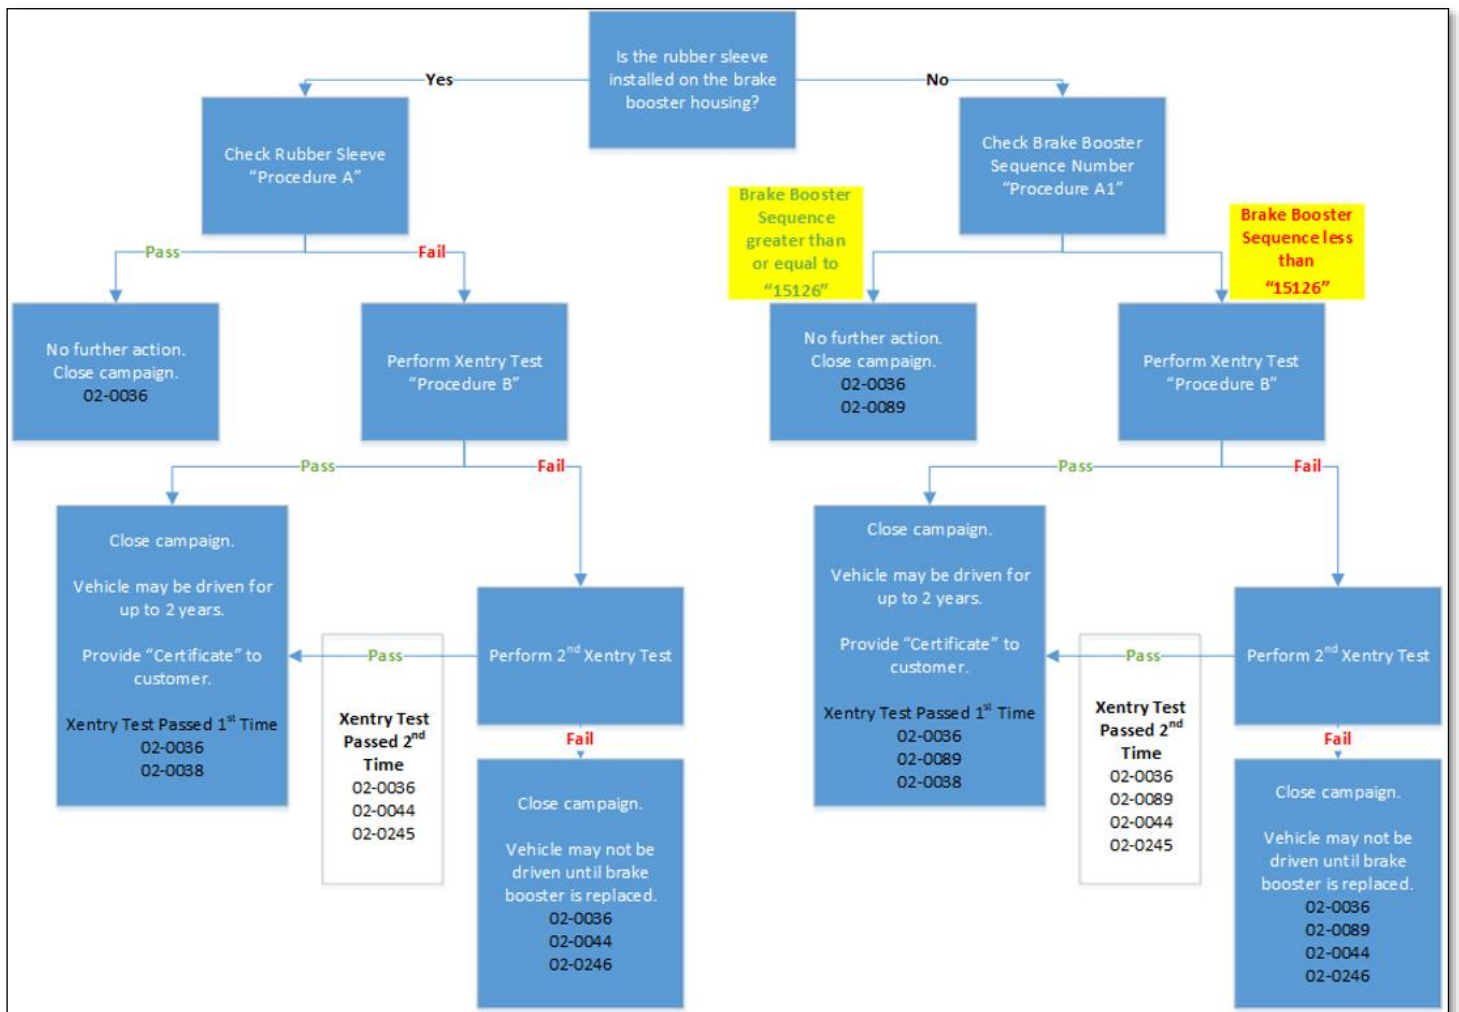 Is the rubber sleeve
installed on the brake
booster housing?
Yes
No
Check Rubber Sleeve
“Procedure A”
Check Brake Booster
Sequence Number
“Procedure A1”
Brake Booster
Sequence
greater than
or equal to
“15126”
Brake Booster
Sequence less
than
“15126”
Pass
Fail
No further action.
Close campaign.
02-0036
Perform Xentry Test
“Procedure B”
No further action.
Close campaign.
02-0036
02-0089
Perform Xentry Test
“Procedure B”
Pass
Fail
Pass
Fail
Close campaign.
Vehicle may be driven for
up to 2 years.
Provide “Certificate” to
customer.
Xentry Test Passed 1st Time
02-0036
02-0038
Pass
Xentry Test
Passed 2nd
Time
02-0036
02-0044
02-0245
Perform 2nd Xentry Test
Fail
Close campaign.
Vehicle may not be
driven until brake
booster is replaced.
02-0036
02-0044
02-0246
Close campaign.
Vehicle may be driven for
up to 2 years.
Provide “Certificate” to
customer.
Xentry Test Passed 1st Time
02-0036
02-0089
02-0038
Pass
Xentry Test
Passed 2nd
Time
02-0036
02-0089
02-0044
02-0245
Perform 2nd Xentry Test
Fail
Close campaign.
Vehicle may not be
driven until brake
booster is replaced.
02-0036
02-0089
02-0044
02-0246